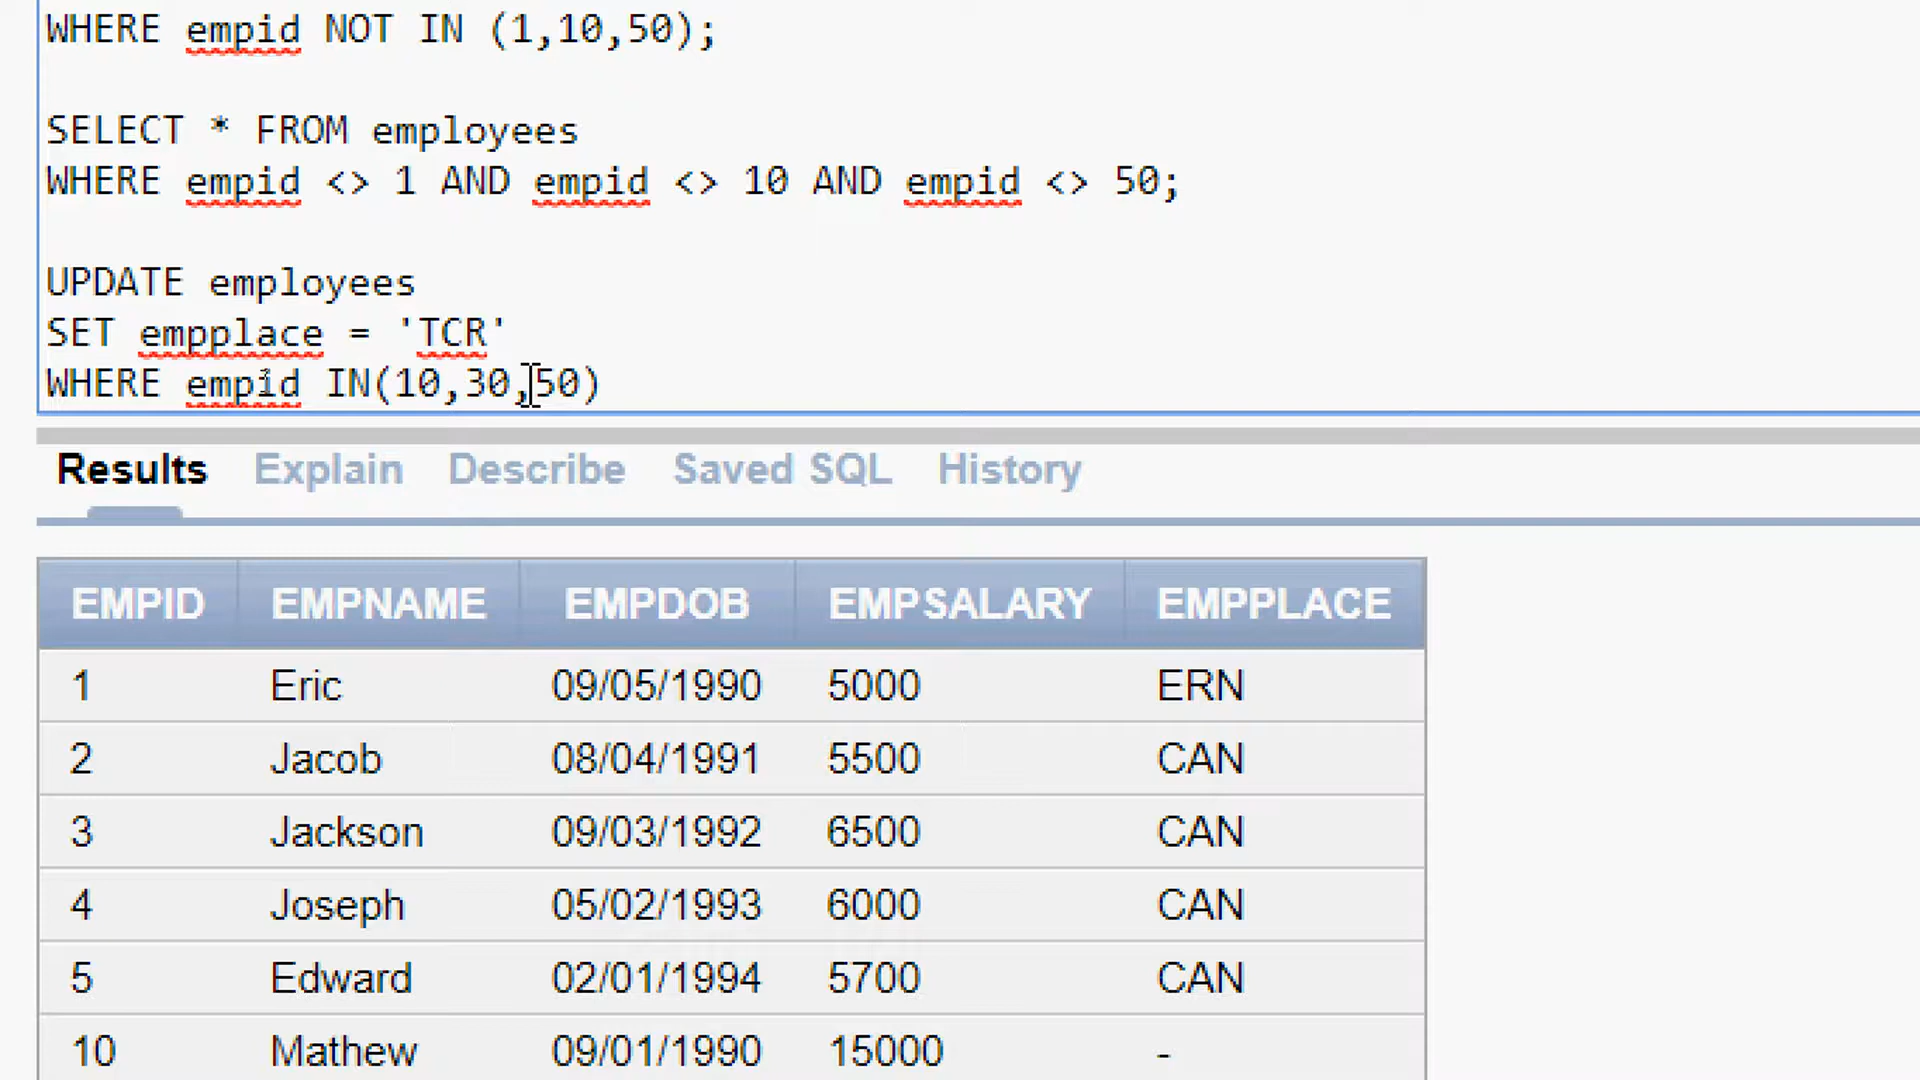 WHERE empid NOT IN (1,10,50);
SELECT * FROM employees
WHERE empid <> 1 AND empid <> 10 AND empid <> 50;
UPDATE employees
SET empplace = 'TCR'
WHERE empid IN(10,30,50)
Results Explain Describe Saved SQL History
EMPID EMPNAME EMPDOB EMPSALARY EMPPLACE
1 Eric 09/05/1990 5000 ERN
2 Jacob 08/04/1991 5500 CAN
3 Jackson 09/03/1992 6500 CAN
4 Joseph 05/02/1993 6000 CAN
5 Edward 02/01/1994 5700 CAN
10 Mathew 09/01/1990 15000 -